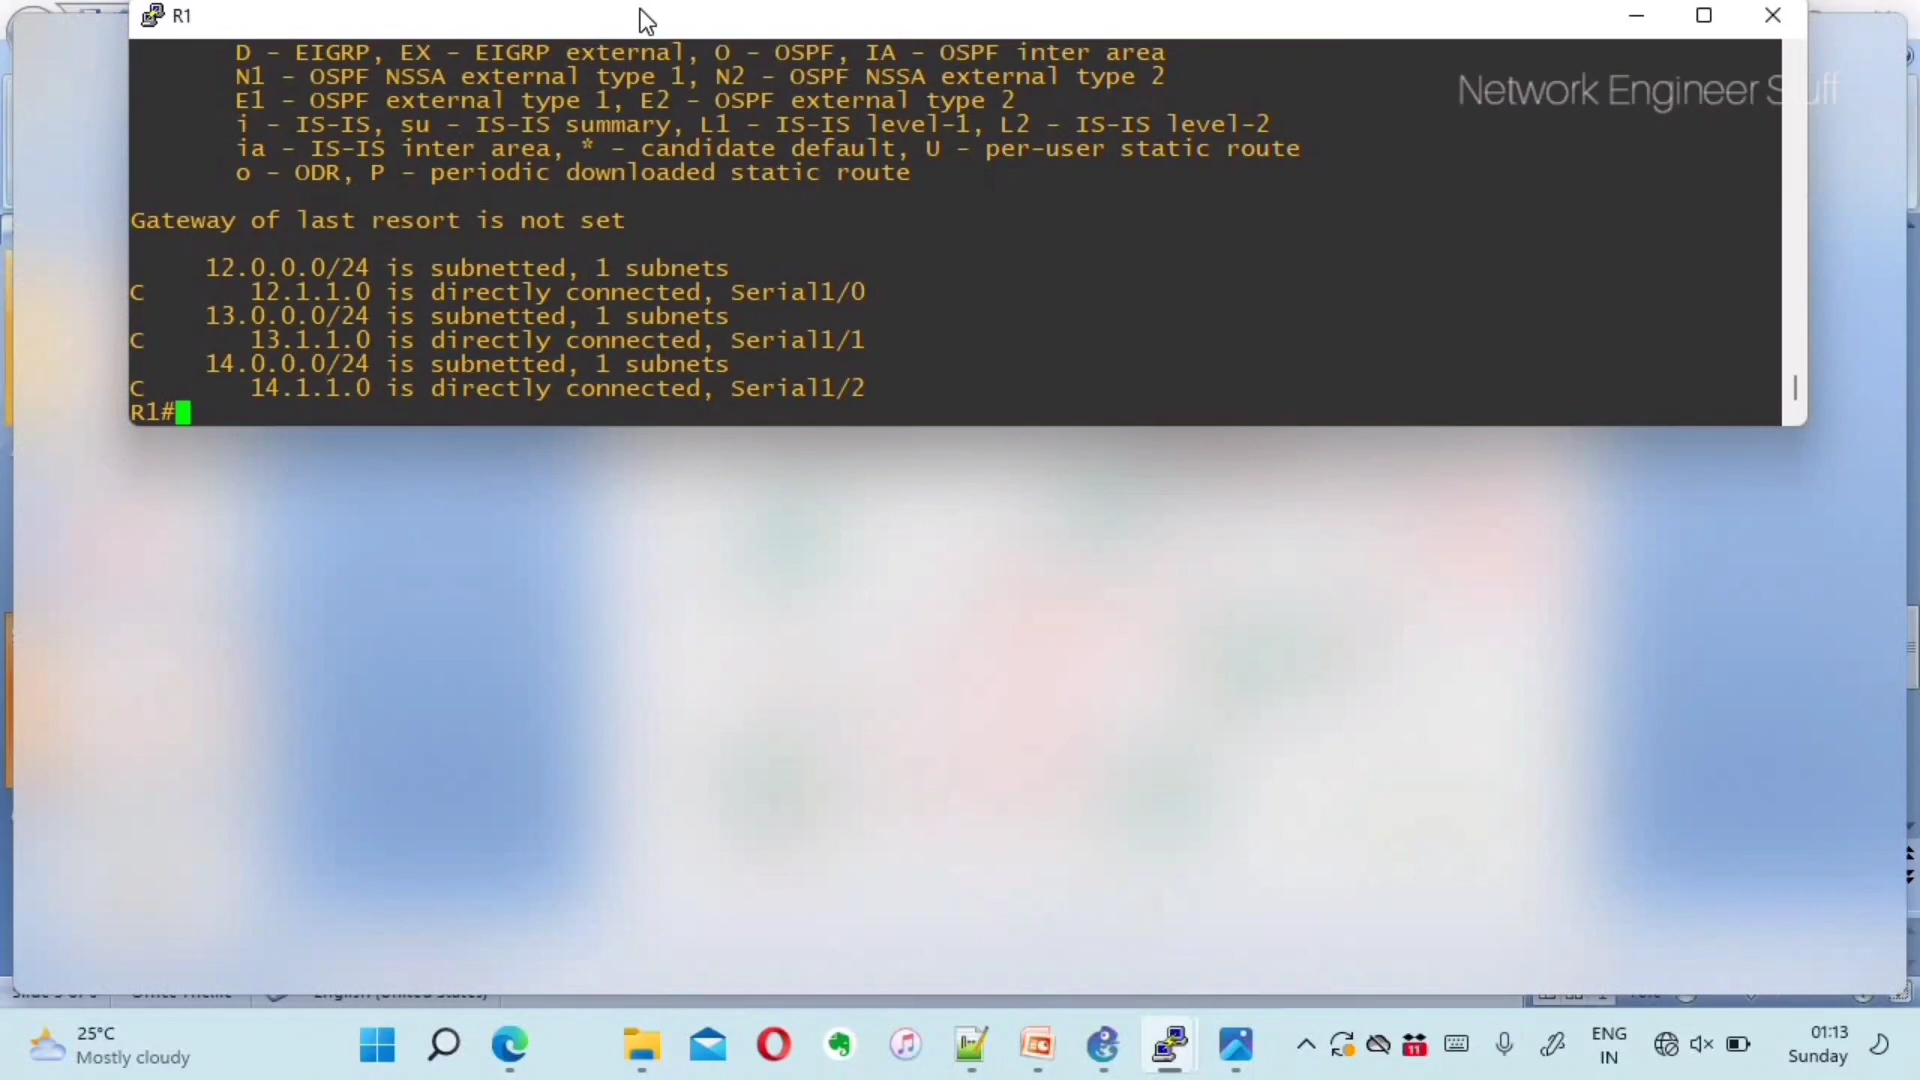 R1
D - EIGRP, EX - EIGRP external, O - OSPF, IA - OSPF inter area
N1 - OSPF NSSA external type 1, N2 - OSPF NSSA external type 2
E1 - OSPF external type 1, E2 - OSPF external type 2
i - IS-IS, su - IS-IS summary, L1 - IS-IS level-1, L2 - IS-IS level-2
ia - IS-IS inter area, * - candidate default, U - per-user static route
o - ODR, P - periodic downloaded static route
Network Engineer Stuff
Gateway of last resort is not set
12.0.0.0/24 is subnetted, 1 subnets
C 12.1.1.0 is directly connected, Serial1/0
13.0.0.0/24 is subnetted, 1 subnets
C 13.1.1.0 is directly connected, Serial1/1
14.0.0.0/24 is subnetted, 1 subnets
C 14.1.1.0 is directly connected, Serial1/2
R1#
25°C
Mostly cloudy
11
ENG
IN
01:13
Sunday